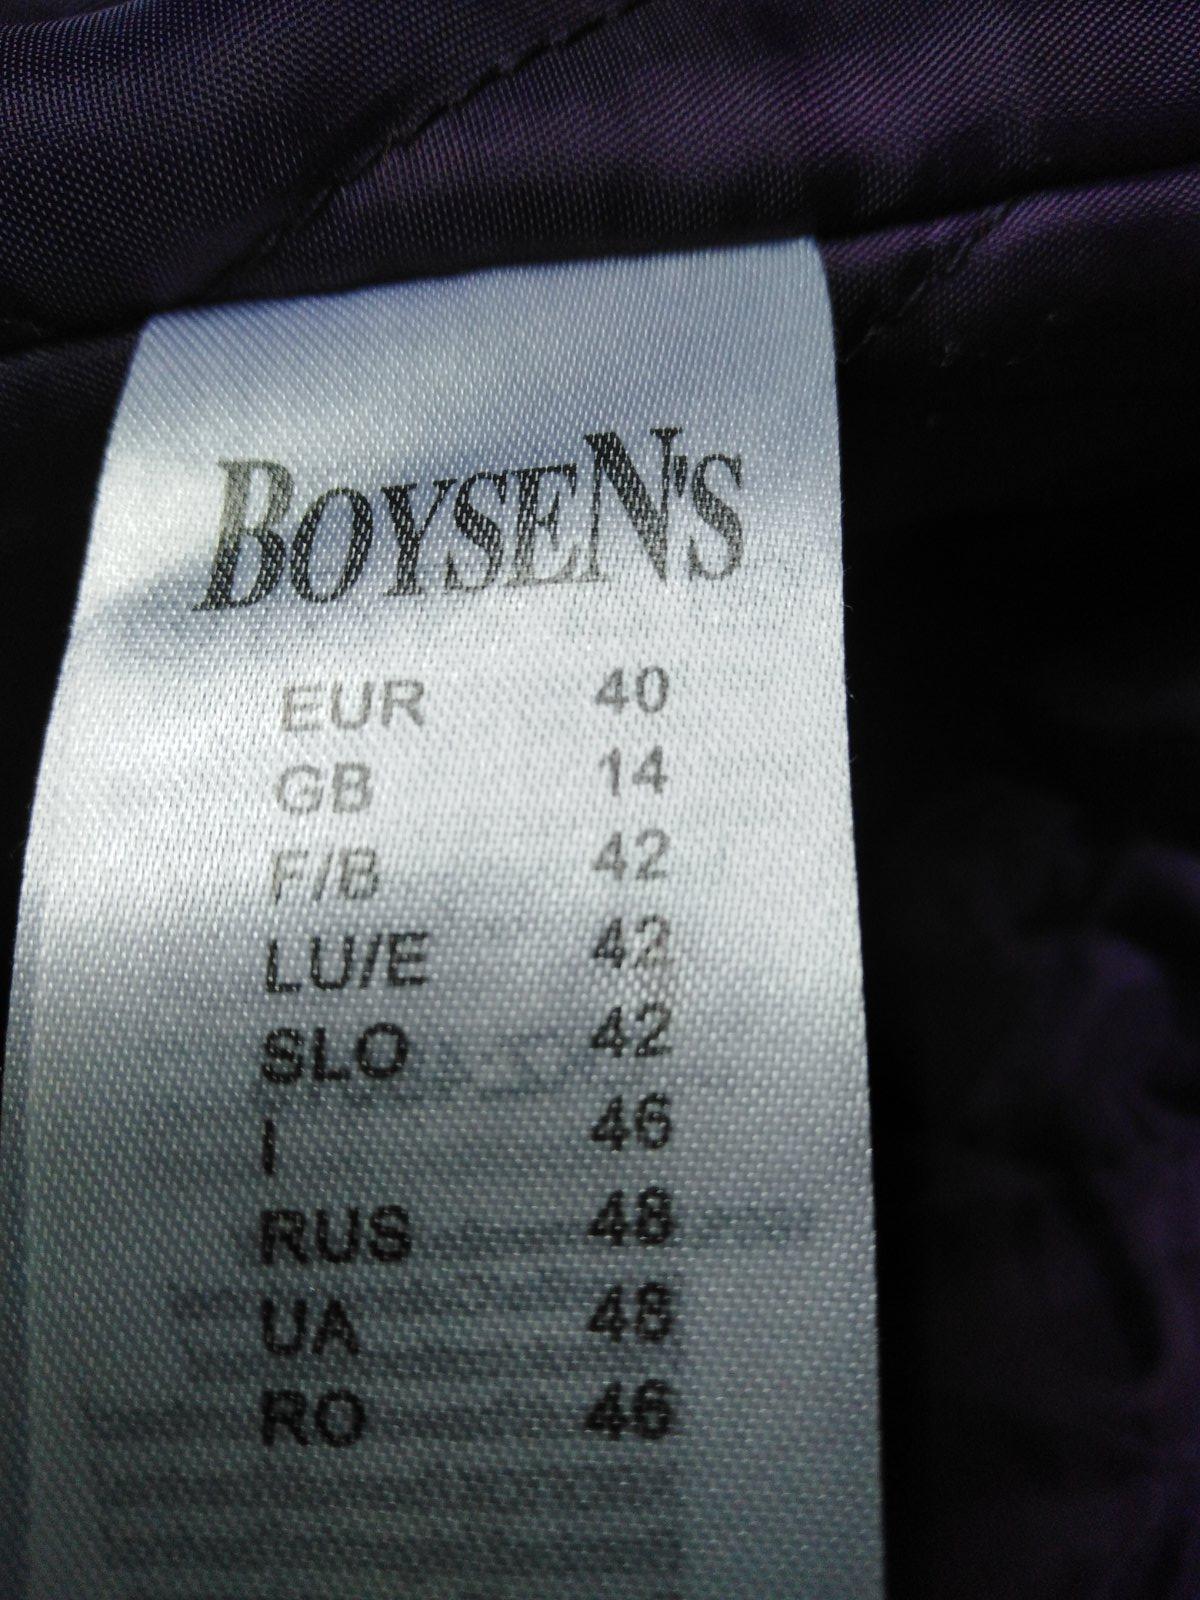 BOYSEN'S
EUR 40
GB 14
F/B 42
LU/E 42
SLO 42
I 46
RUS 48
UA 48
RO 46